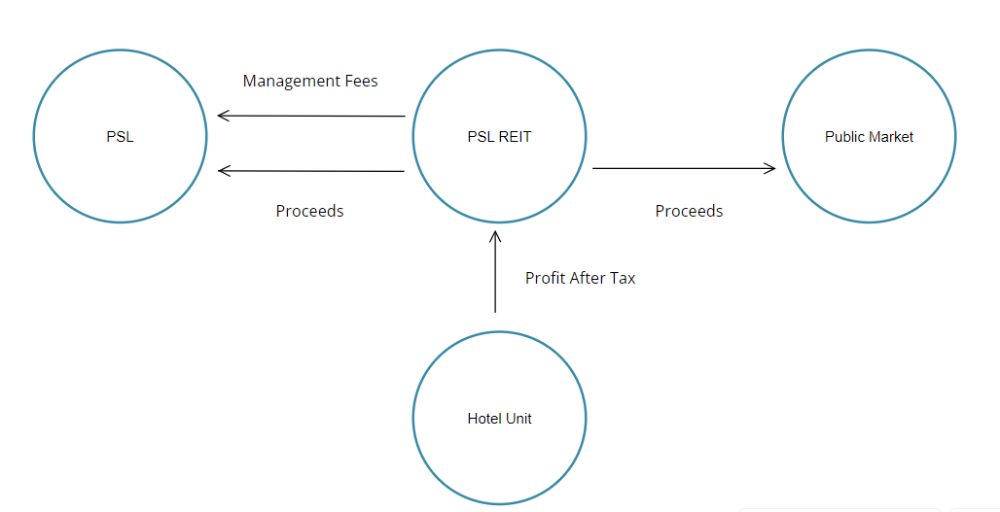 Management Fees
PSL
PSL REIT
Public Market
Proceeds
Proceeds
Profit After Tax
Hotel Unit